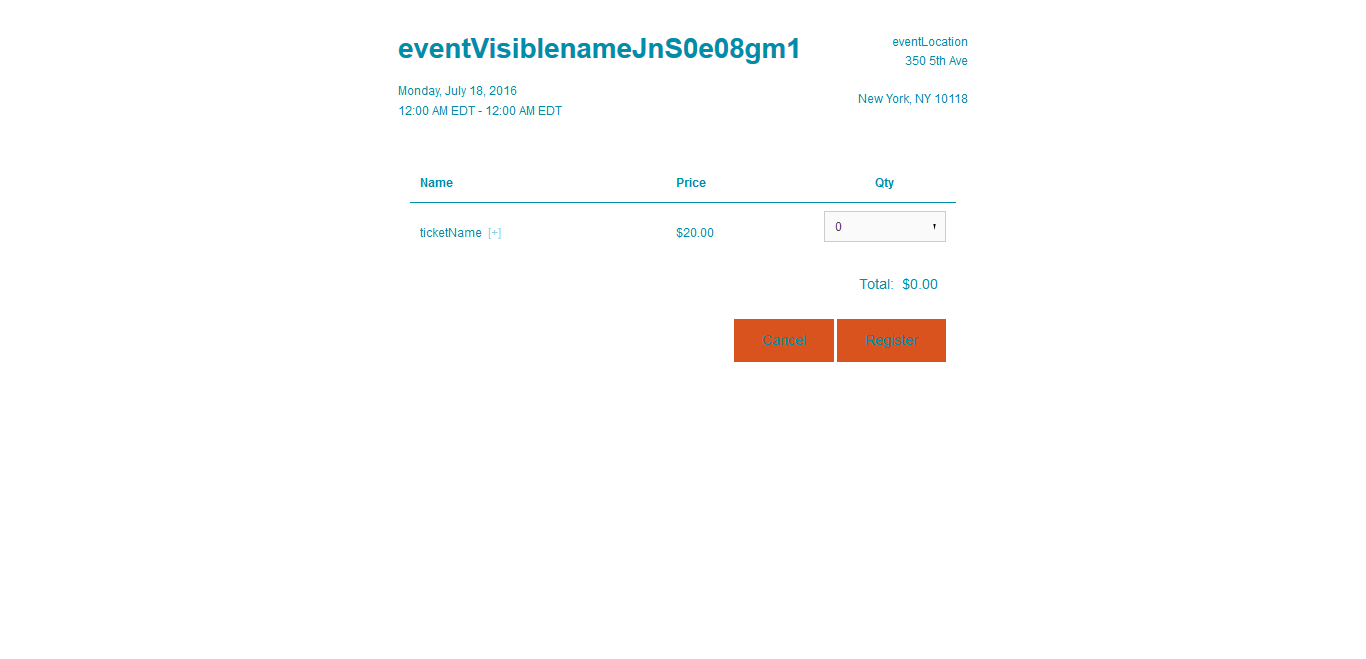 eventVisiblenameJnS0e08gm1
Monday, July 18, 2016
12:00 AM EDT - 12:00 AM EDT
eventLocation
350 5th Ave
New York, NY 10118
Name Price Qty
ticketName [+] $20.00 0
Total: $0.00
Cancel Register